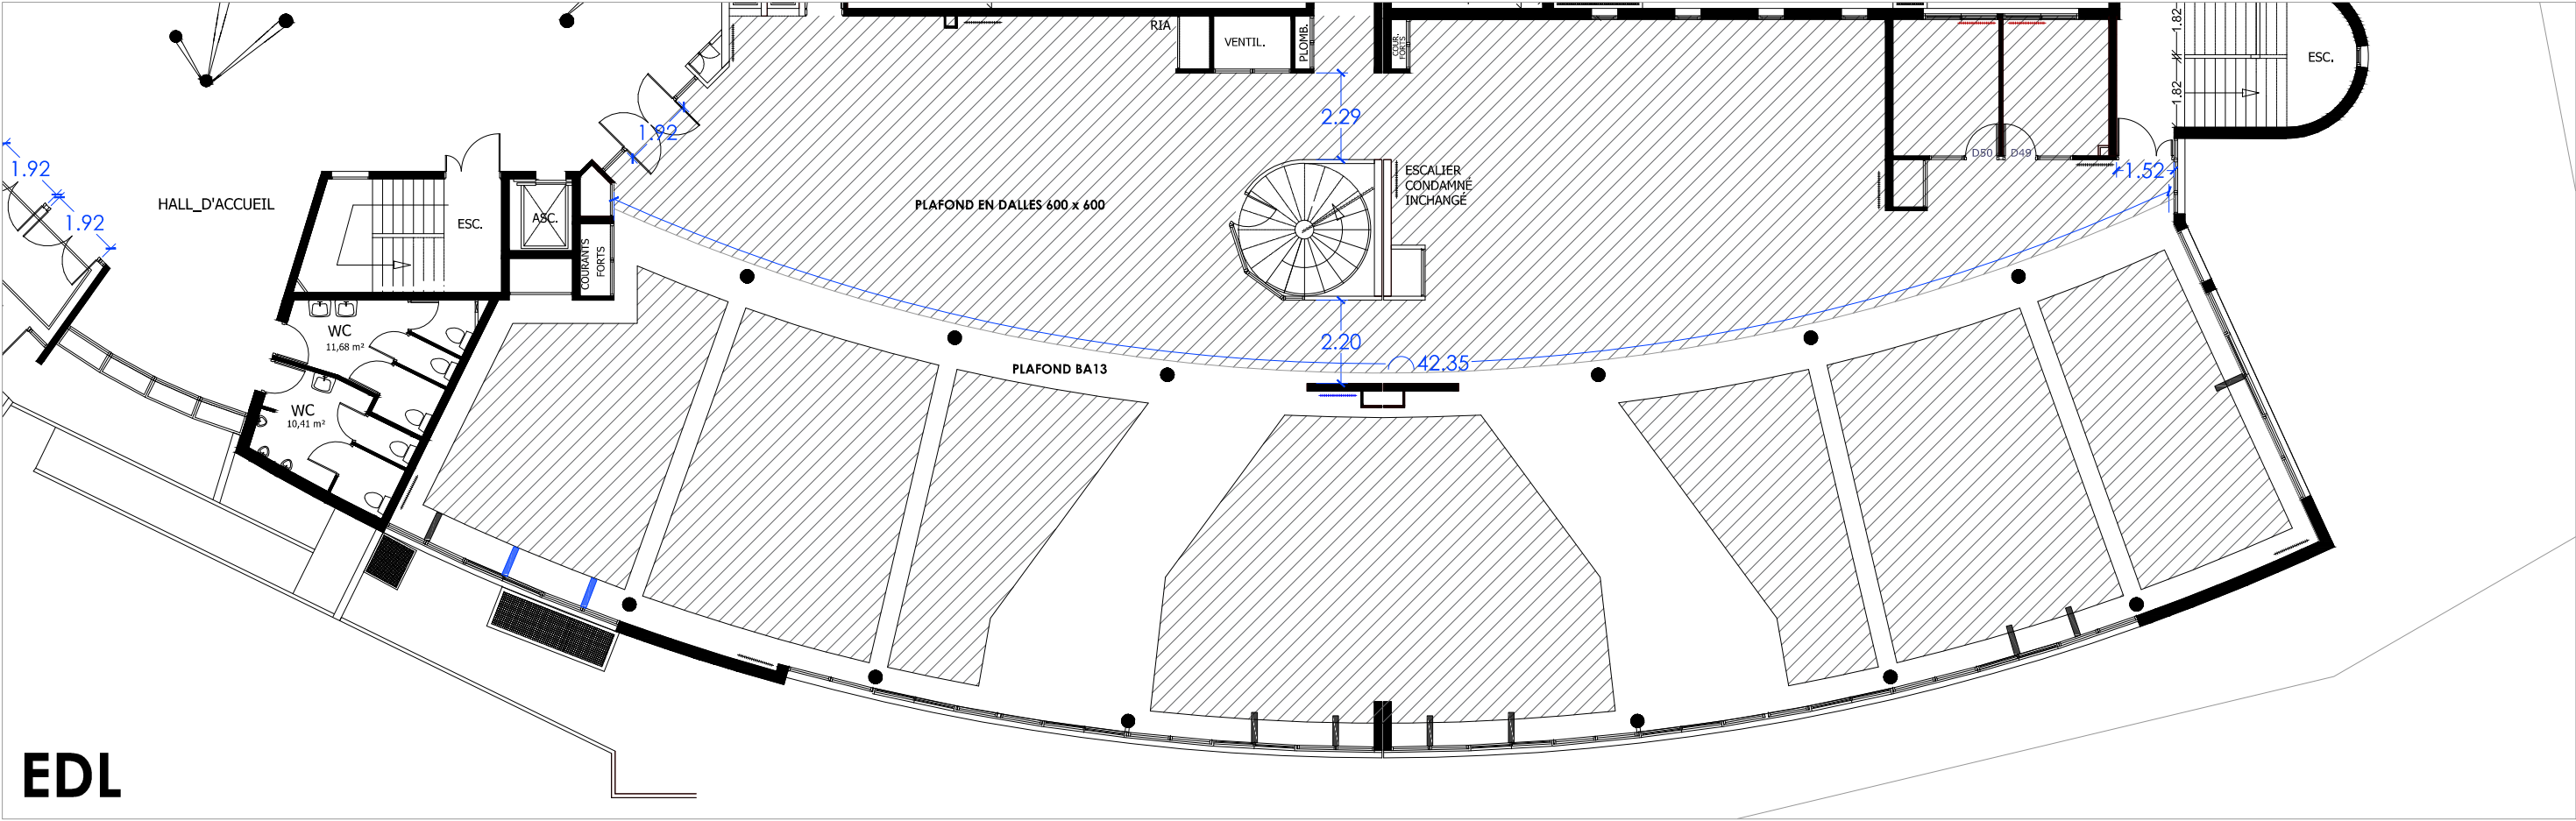 RIA
VENTIL.
PLOMB.
COUR.
FORTS
1.82
ESC.
1.82
2.29
1.92
D50
D49
1.52
1.92
ESCALIER
CONDAMNÉ
INCHANGÉ
HALL_D'ACCUEIL
PLAFOND EN DALLES 600 x 600
1.92
ESC.
ASC.
COURANTS
FORTS
WC
11,68 m²
2.20
42.35
PLAFOND BA13
WC
10,41 m²
EDL